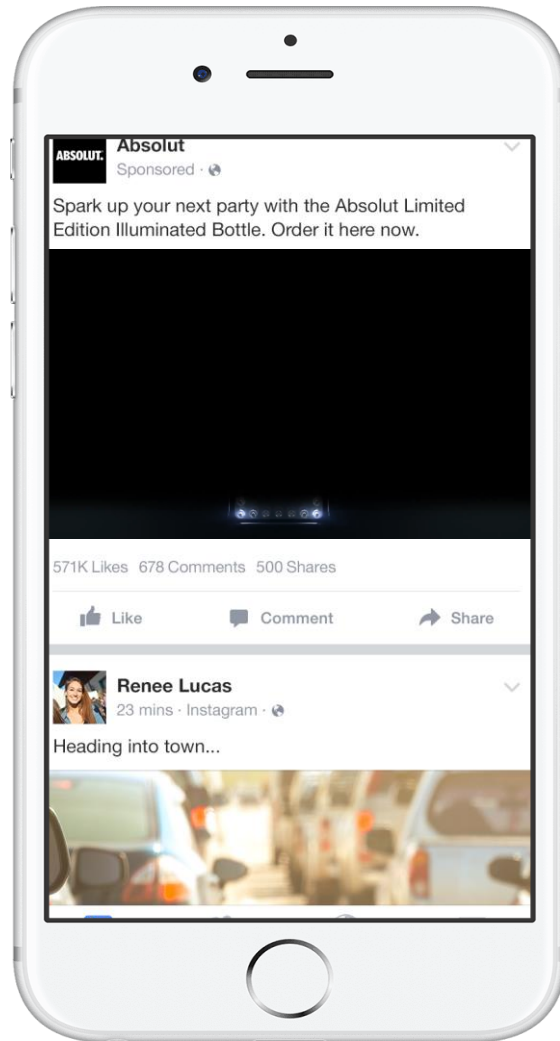 ABSOLUT.
Absolut
Sponsored ·
Spark up your next party with the Absolut Limited
Edition Illuminated Bottle. Order it here now.
571K Likes 678 Comments 500 Shares
Like Comment Share
Renee Lucas
23 mins · Instagram ·
Heading into town...